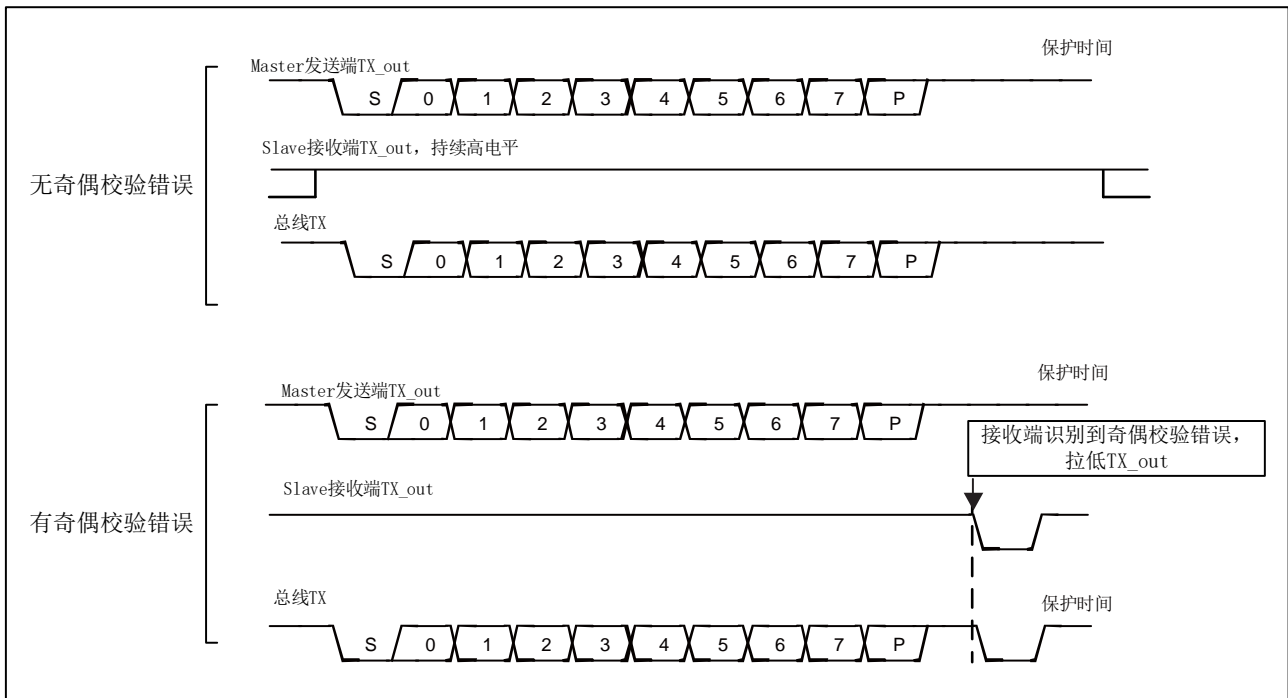 保护时间
Master发送端TX_out
S 0 1 2 3 4 5 6 7 P
Slave接收端TX_out，持续高电平
无奇偶校验错误
总线TX
S 0 1 2 3 4 5 6 7 P
保护时间
Master发送端TX_out
S 0 1 2 3 4 5 6 7 P
接收端识别到奇偶校验错误，
拉低TX_out
Slave接收端TX_out
有奇偶校验错误
总线TX
保护时间
S 0 1 2 3 4 5 6 7 P